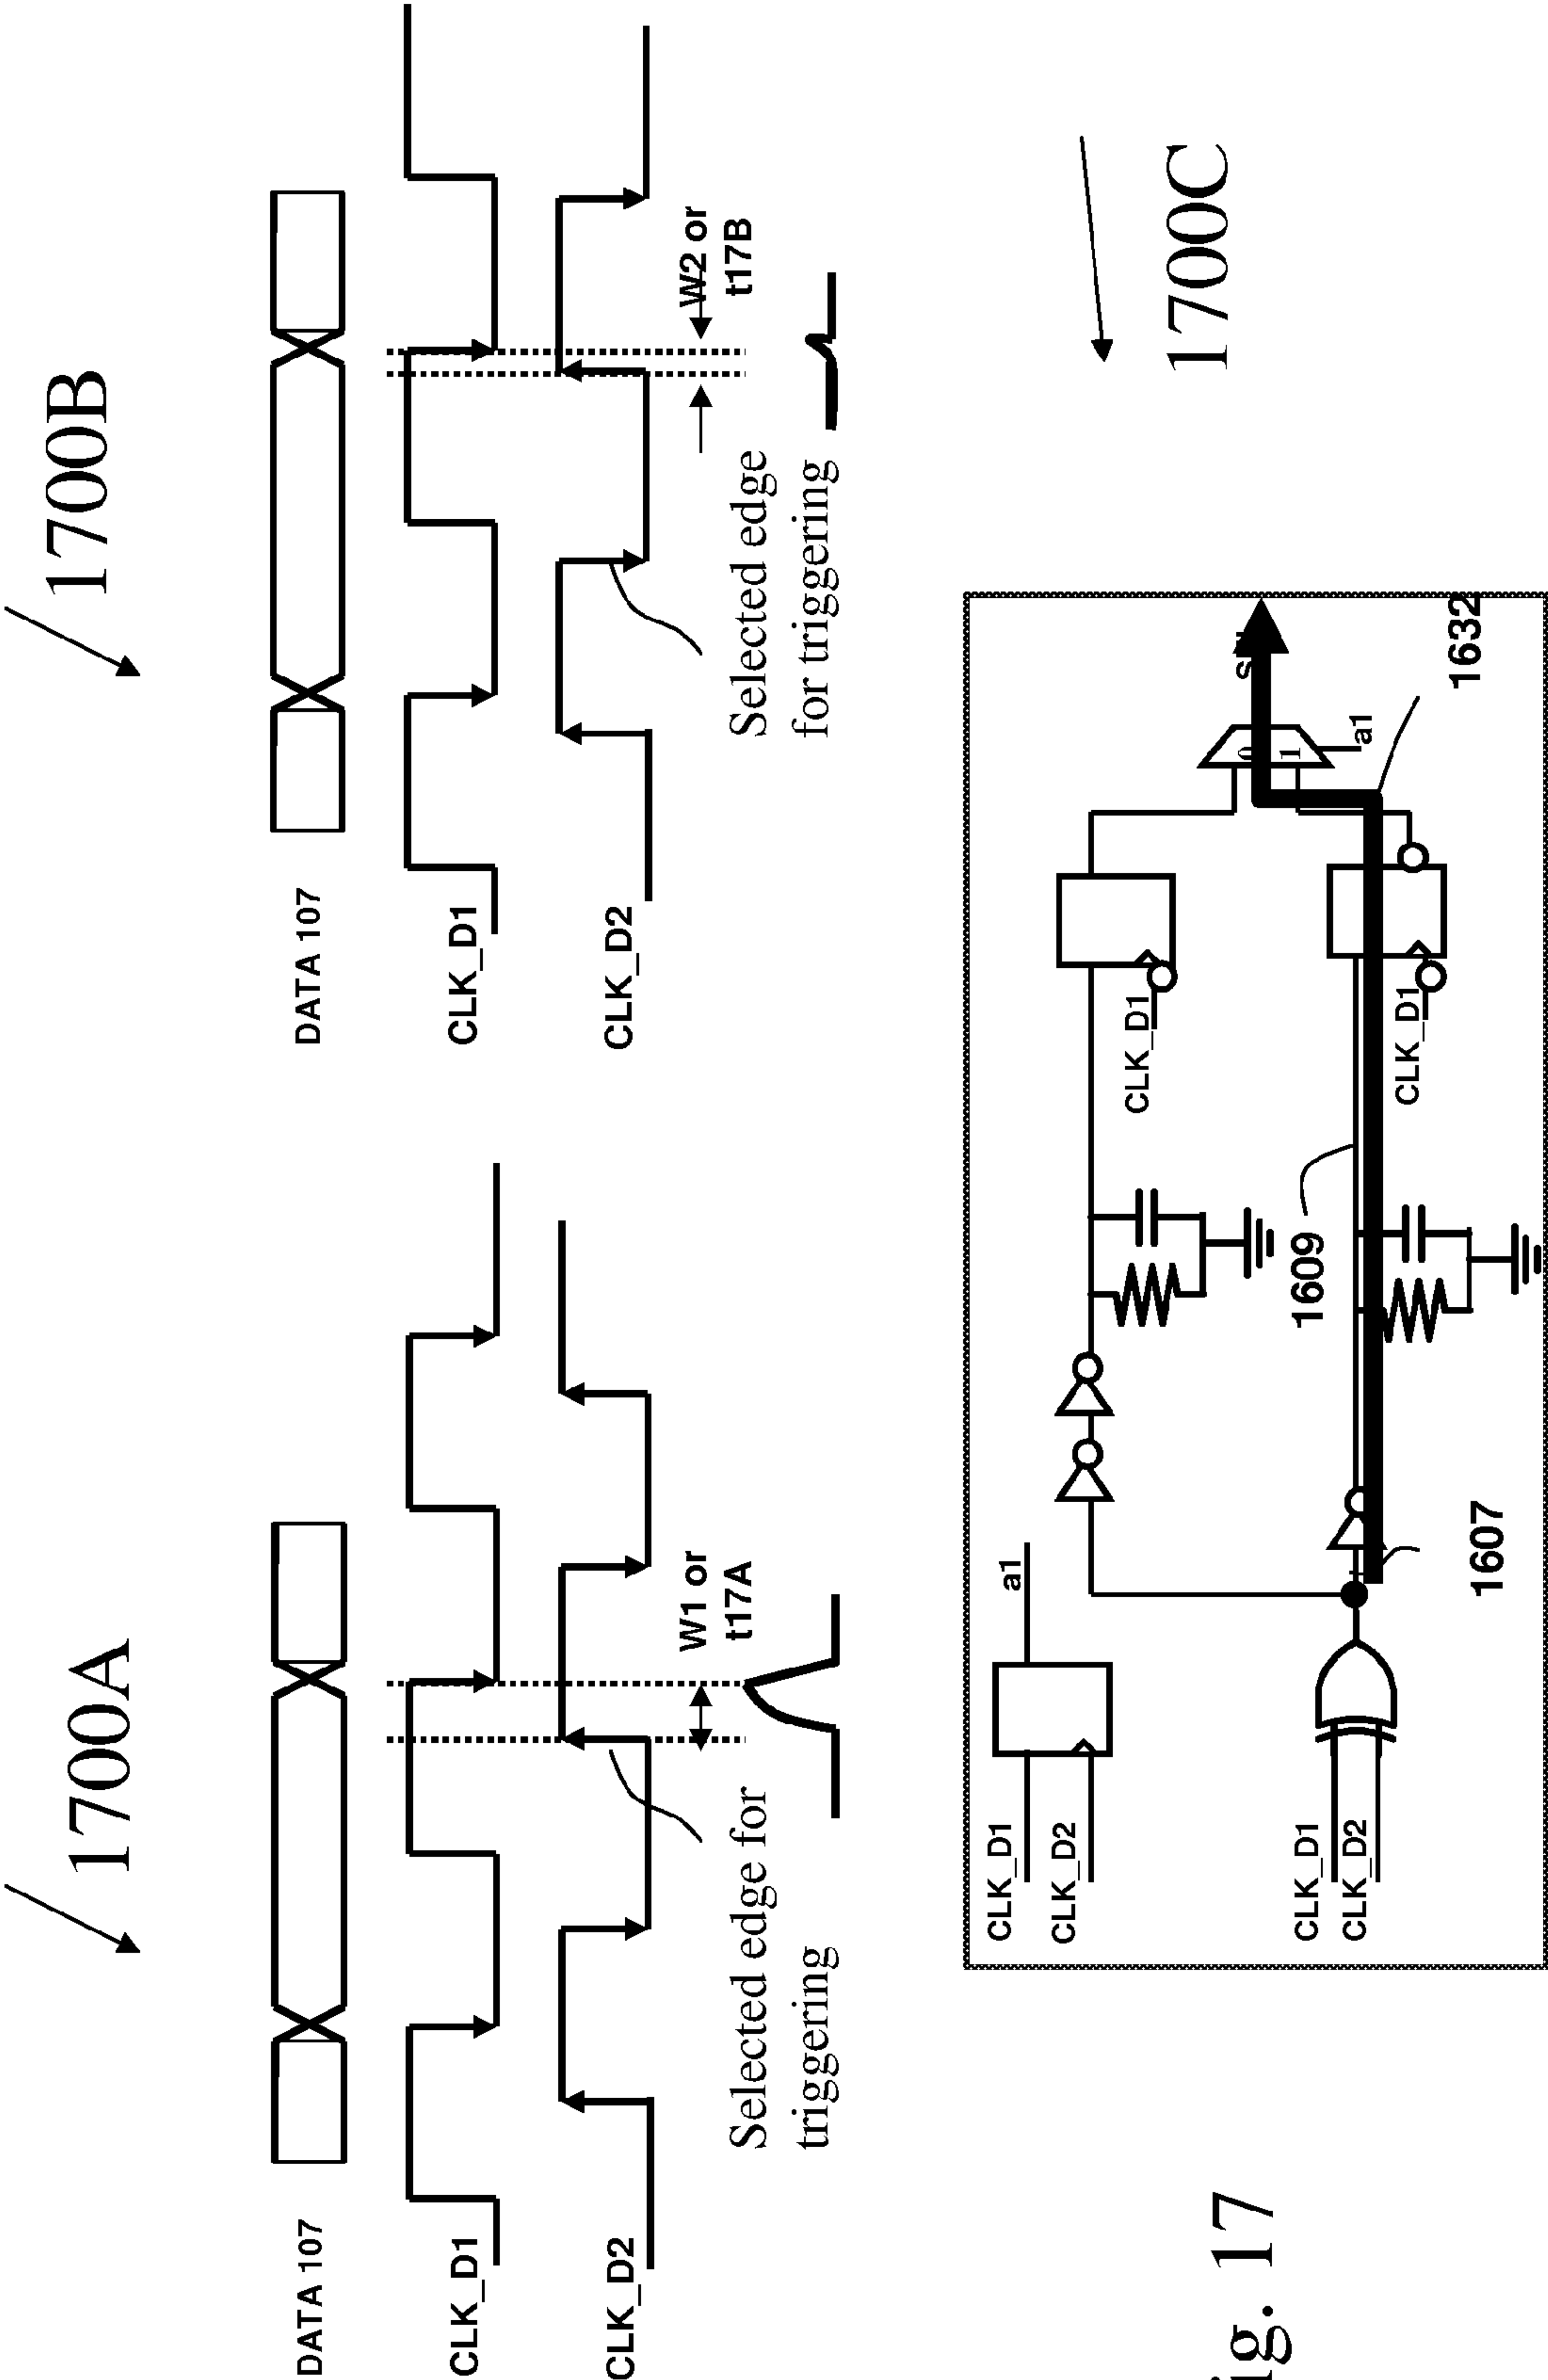 1700A
DATA 107
CLK_D1
CLK_D2
W1 or
t17A
Selected edge for
triggering
1700B
DATA 107
CLK_D1
CLK_D2
W2 or
t17B
Selected edge
for triggering
CLK_D1
CLK_D2
a1
CLK_D1
CLK_D2
1607
1609
CLK_D1
CLK_D1
0
1
a1
1632
1700C
ig. 17